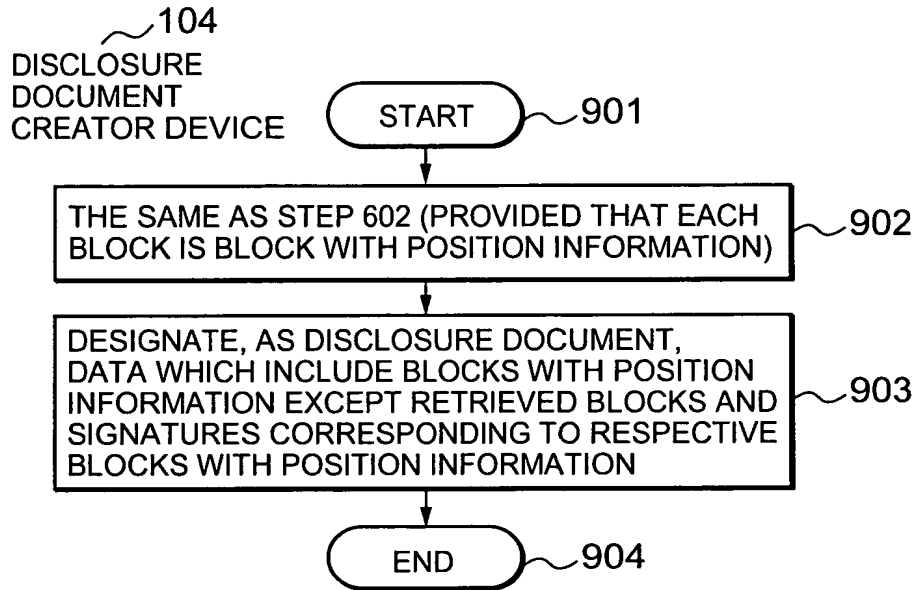 104
DISCLOSURE
DOCUMENT
CREATOR DEVICE
START
901
THE SAME AS STEP 602 (PROVIDED THAT EACH
BLOCK IS BLOCK WITH POSITION INFORMATION)
902
DESIGNATE, AS DISCLOSURE DOCUMENT,
DATA WHICH INCLUDE BLOCKS WITH POSITION
INFORMATION EXCEPT RETRIEVED BLOCKS AND
SIGNATURES CORRESPONDING TO RESPECTIVE
BLOCKS WITH POSITION INFORMATION
903
END
904